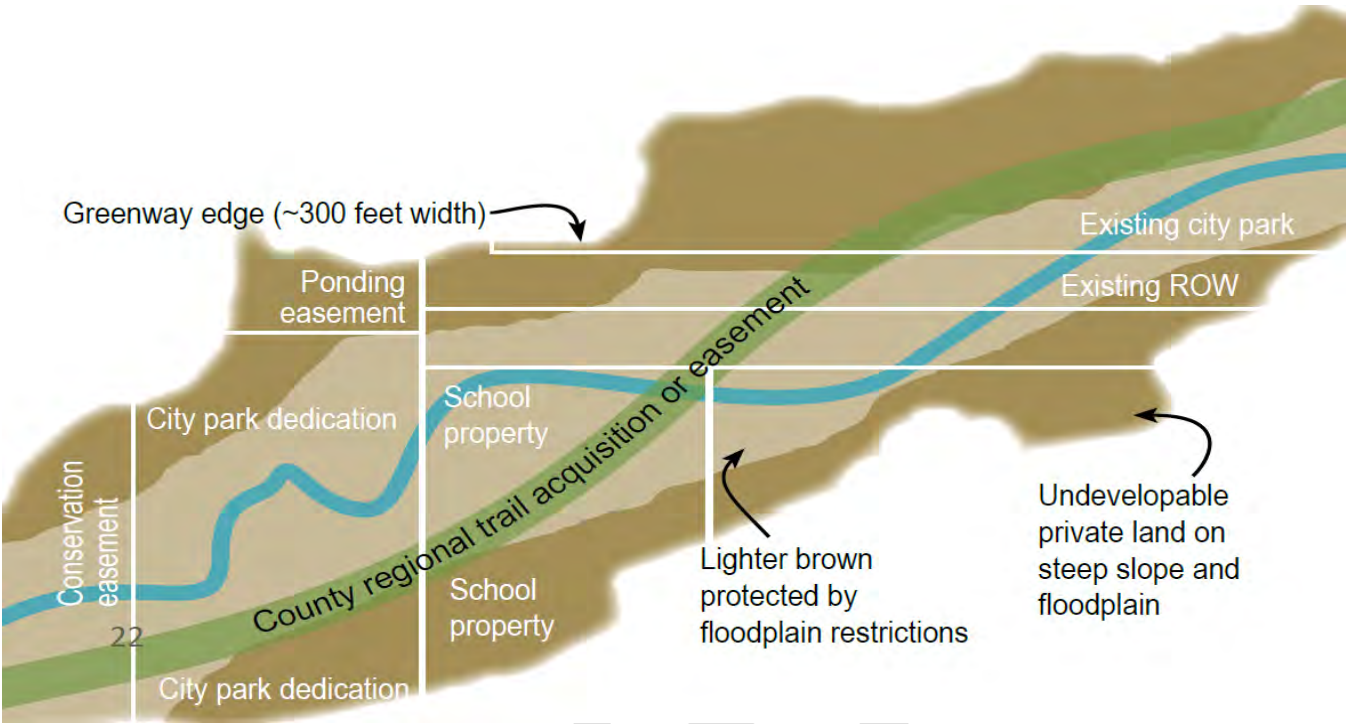 Greenway edge (~300 feet width)
Existing city park
Ponding
easement
Existing ROW
City park dedication
School
property
County regional trail acquisition or easement
Conservation
easement
Undevelopable
private land on
steep slope and
floodplain
Lighter brown
protected by
floodplain restrictions
School
property
22
City park dedication